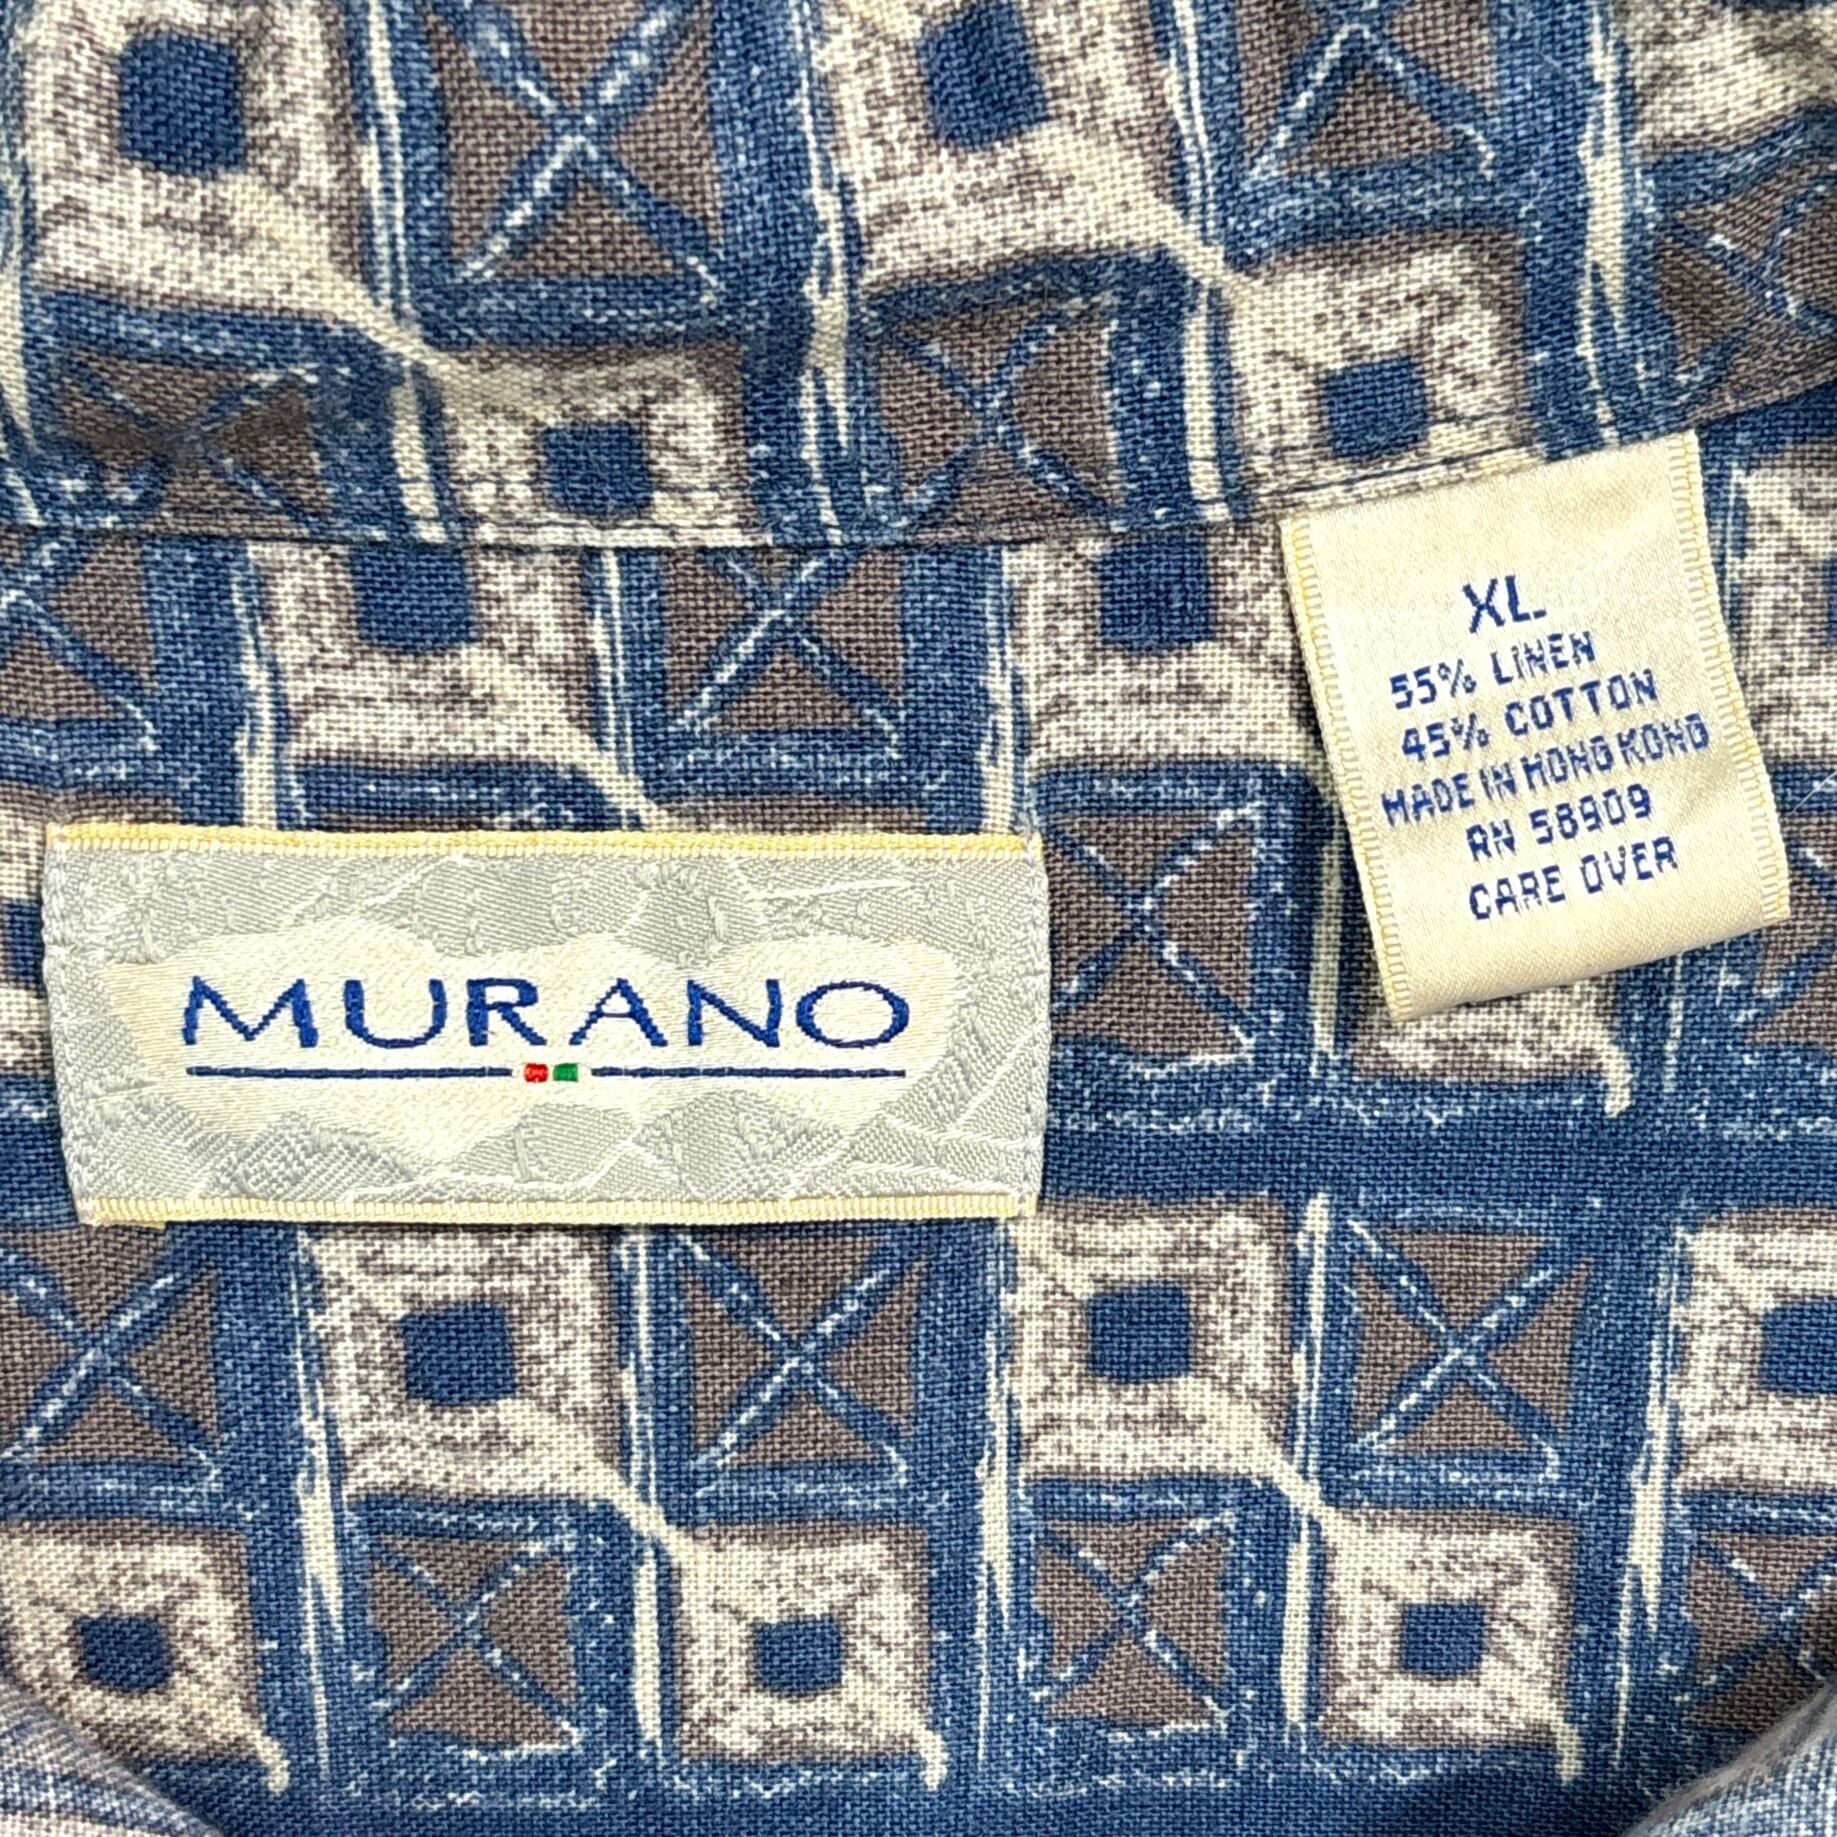 XL
55% LINEN
45% COTTON
MADE IN HONG KONG
RN 58909
CARE OVER
MURANO